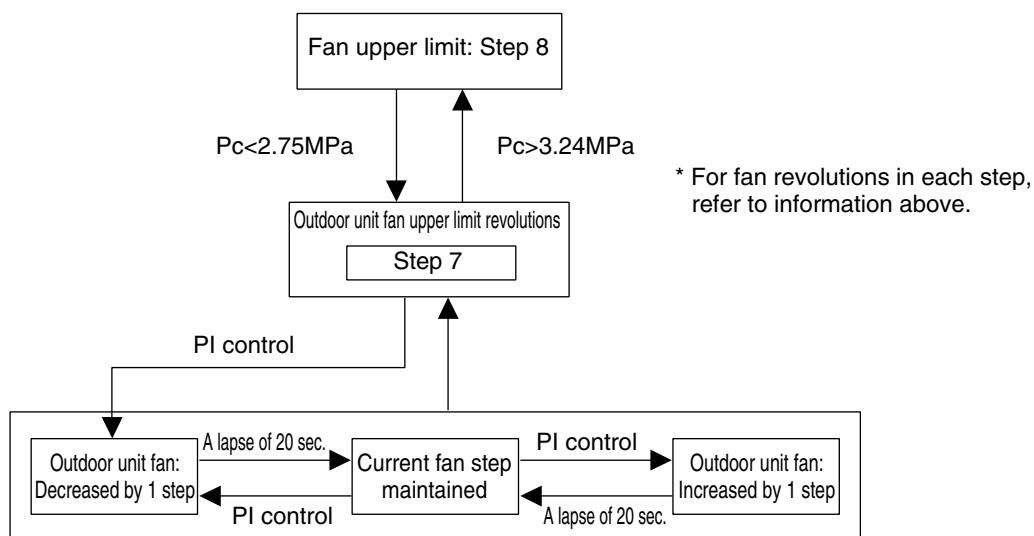 Fan upper limit: Step 8
Pc<2.75MPa
Pc>3.24MPa
* For fan revolutions in each step,
refer to information above.
Outdoor unit fan upper limit revolutions
Step 7
PI control
Outdoor unit fan:
Decreased by 1 step
A lapse of 20 sec.
PI control
Current fan step
maintained
PI control
A lapse of 20 sec.
Outdoor unit fan:
Increased by 1 step